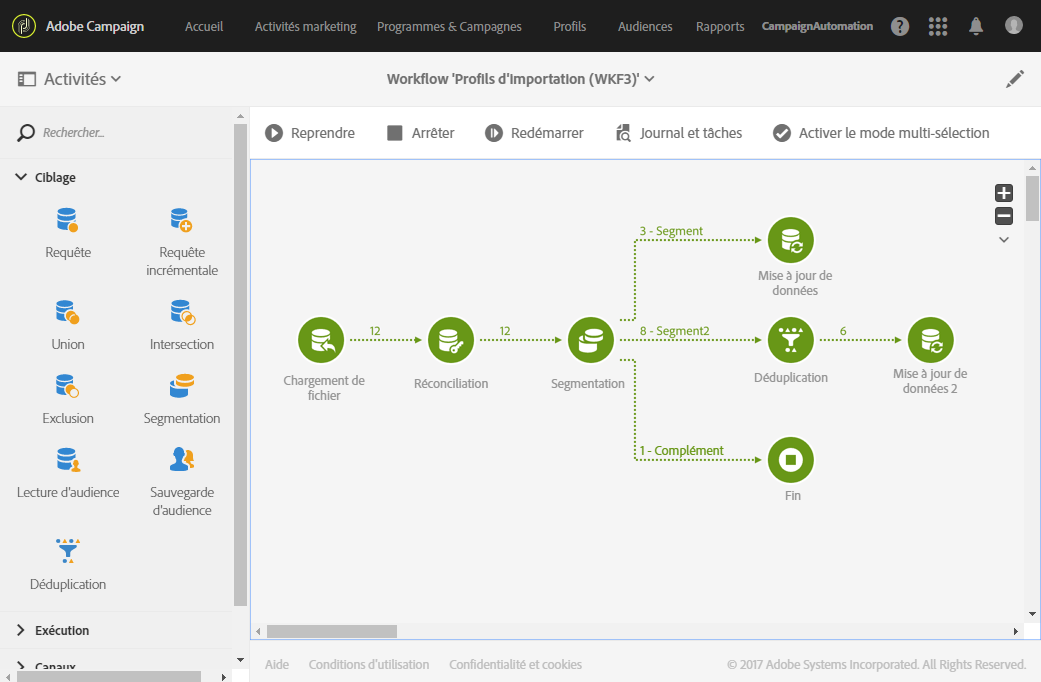 Adobe Campaign
Accueil
Activités marketing
Programmes & Campagnes
Profils
Audiences
Rapports
CampaignAutomation
Activités
Workflow 'Profils d'Importation (WKF3)'
Rechercher...
Reprendre
Arrêter
Redémarrer
Journal et tâches
Activer le mode multi-sélection
Ciblage
Requête
Requête
incrémentale
Union
Intersection
Exclusion
Segmentation
Lecture d'audience
Sauvegarde
d'audience
Déduplication
Exécution
Canaux
3 - Segment
Mise à jour de
données
12
12
8 - Segment2
6
Chargement de
fichier
Réconciliation
Segmentation
Déduplication
Mise à jour de
données 2
1 - Complément
Fin
Aide
Conditions d'utilisation
Confidentialité et cookies
© 2017 Adobe Systems Incorporated. All Rights Reserved.